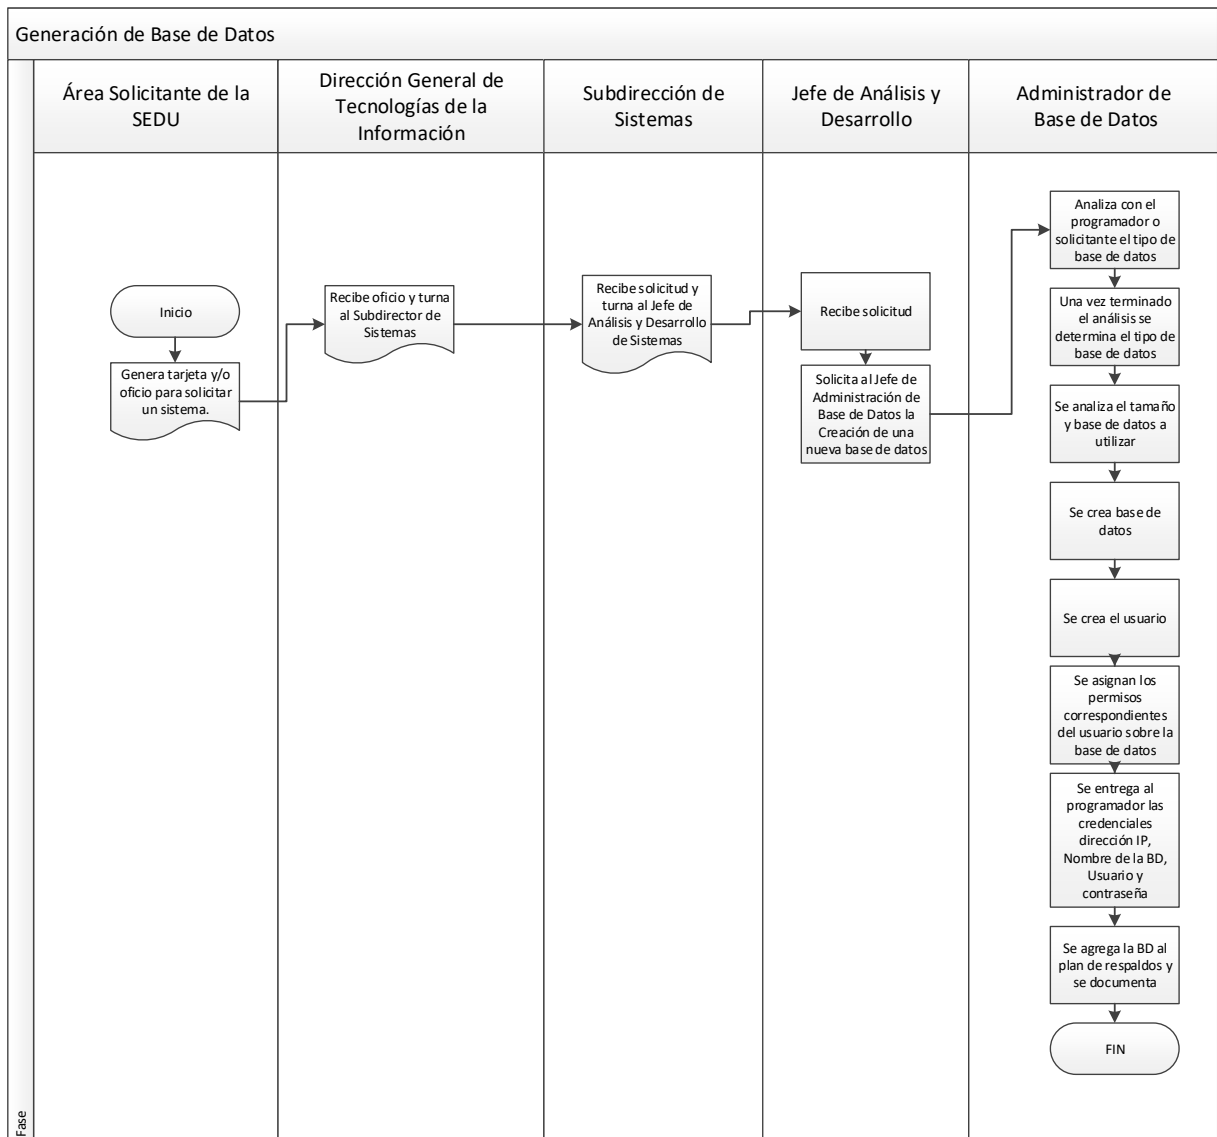 Generación de Base de Datos
Área Solicitante de la
SEDU
Dirección General de
Tecnologías de la
Información
Subdirección de
Sistemas
Jefe de Análisis y
Desarrollo
Administrador de
Base de Datos
Inicio
Genera tarjeta y/o
oficio para solicitar
un sistema.
Recibe oficio y turna
al Subdirector de
Sistemas
Recibe solicitud y
turna al Jefe de
Análisis y Desarrollo
de Sistemas
Recibe solicitud
Solicita al Jefe de
Administración de
Base de Datos la
Creación de una
nueva base de datos
Analiza con el
programador o
solicitante el tipo de
base de datos
Una vez terminado
el análisis se
determina el tipo de
base de datos
Se analiza el tamaño
y base de datos a
utilizar
Se crea base de
datos
Se crea el usuario
Se asignan los
permisos
correspondientes
del usuario sobre la
base de datos
Se entrega al
programador las
credenciales
dirección IP,
Nombre de la BD,
Usuario y
contraseña
Se agrega la BD al
plan de respaldos y
se documenta
FIN
Fase